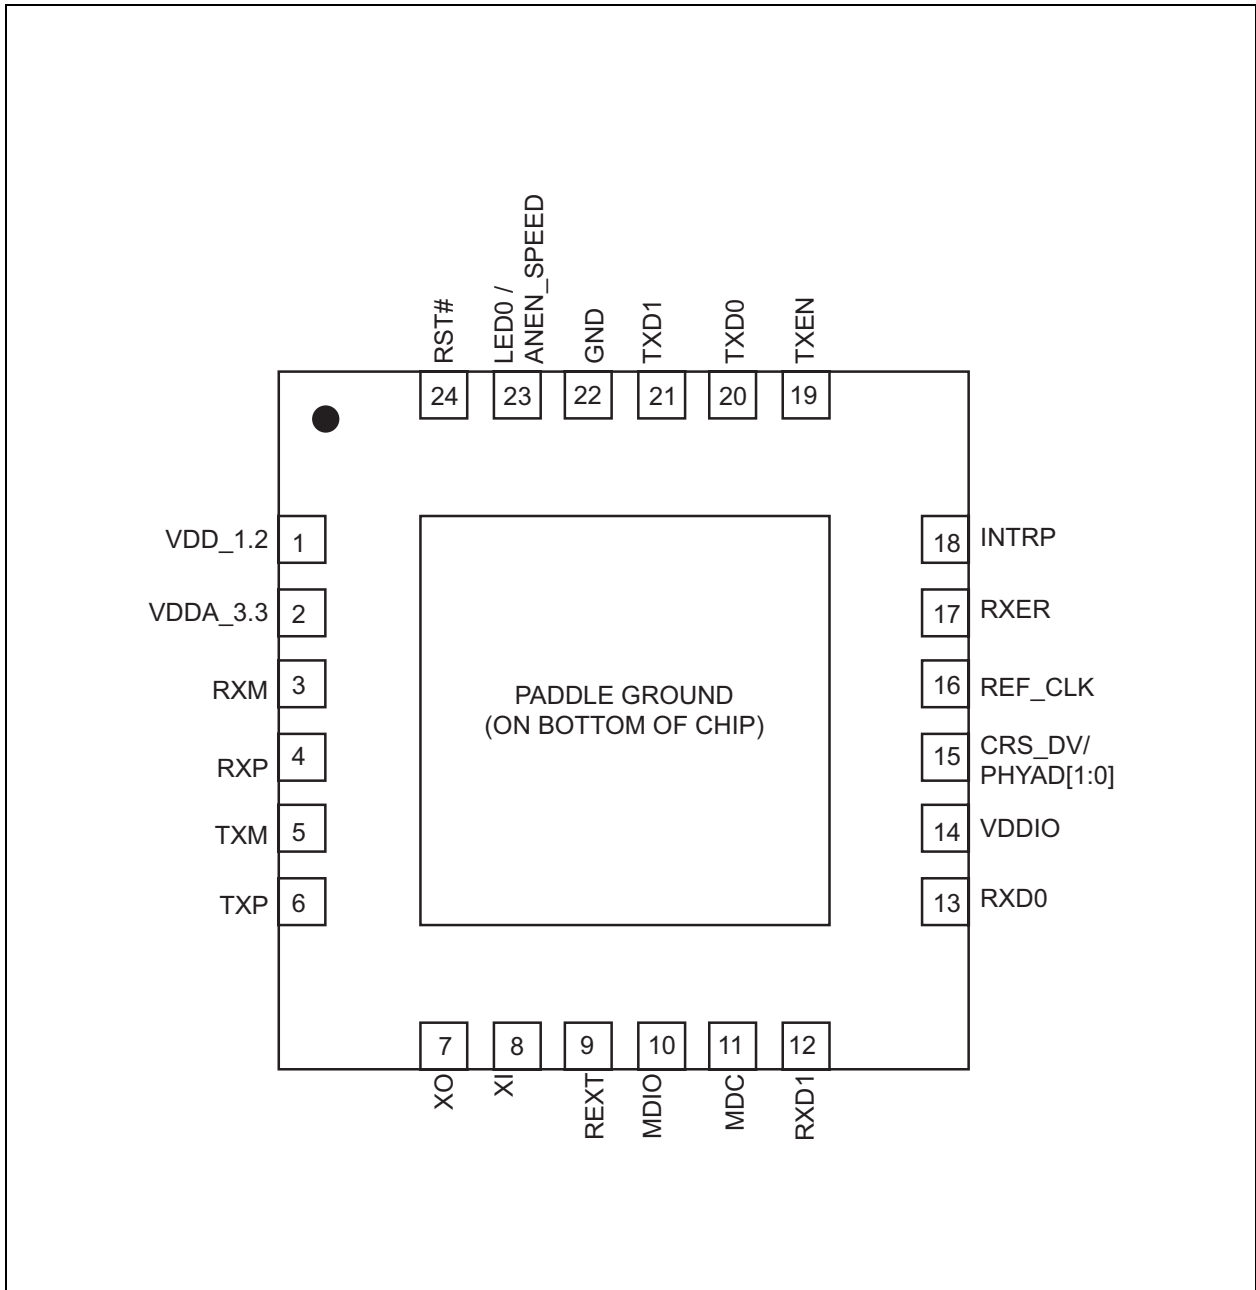 RST#
LED0 /
ANEN_SPEED
GND
TXD1
TXD0
TXEN
24
23
22
21
20
19
VDD_1.2
1
VDDA_3.3
2
RXM
3
RXP
4
TXM
5
TXP
6
PADDLE GROUND
(ON BOTTOM OF CHIP)
18
INTRP
17
RXER
16
REF_CLK
15
CRS_DV/
PHYAD[1:0]
14
VDDIO
13
RXD0
7
8
9
10
11
12
XO
XI
REXT
MDIO
MDC
RXD1